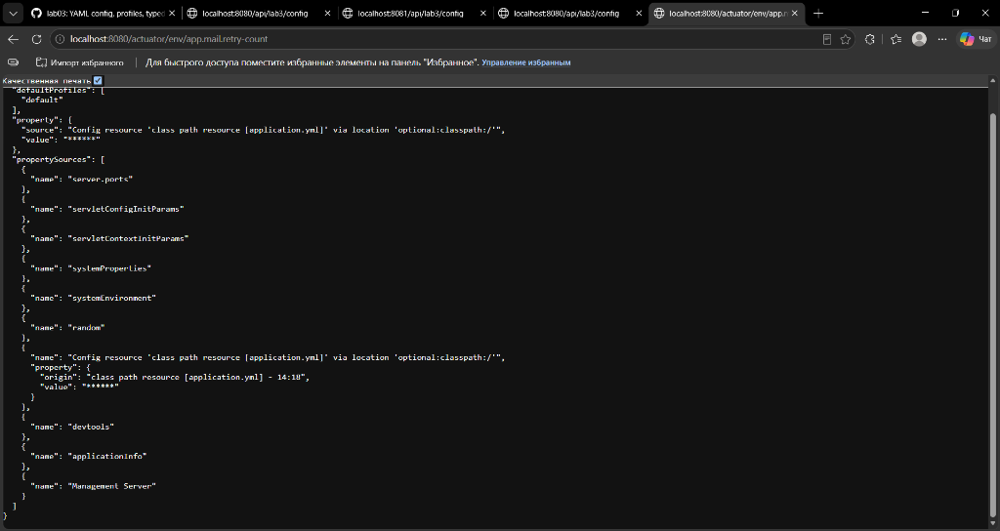 lab03: YAML config, profiles, typed
localhost:8080/api/lab3/config
localhost:8081/api/lab3/config
localhost:8080/api/lab3/config
localhost:8080/actuator/env/app.m
localhost:8080/actuator/env/app.mail.retry-count
Чат
Импорт избранного
Для быстрого доступа поместите избранные элементы на панель "Избранное". Управление избранным
Качественная печать
"defaultProfiles": [
"default"
],
"property": {
"source": "Config resource 'class path resource [application.yml]' via location 'optional:classpath:/'",
"value": "******"
},
"propertySources": [
{
"name": "server.ports"
},
{
"name": "servletConfigInitParams"
},
{
"name": "servletContextInitParams"
},
{
"name": "systemProperties"
},
{
"name": "systemEnvironment"
},
{
"name": "random"
},
{
"name": "Config resource 'class path resource [application.yml]' via location 'optional:classpath:/'",
"property": {
"origin": "class path resource [application.yml] - 14:18",
"value": "******"
}
},
{
"name": "devtools"
},
{
"name": "applicationInfo"
},
{
"name": "Management Server"
}
]
}